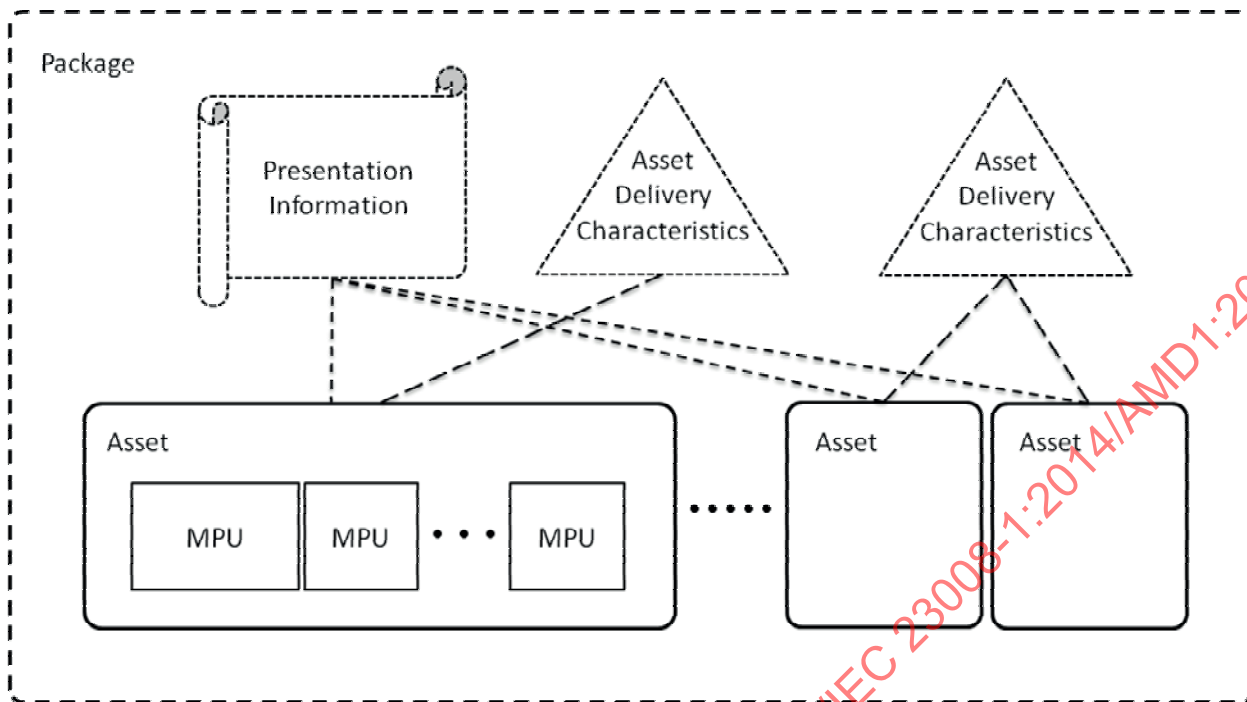 Package
Presentation
Information
Asset
Delivery
Characteristics
Asset
Delivery
Characteristics
Asset
MPU
MPU
MPU
Asset
Asset
IEC 23008-1:2014/AMD1:20